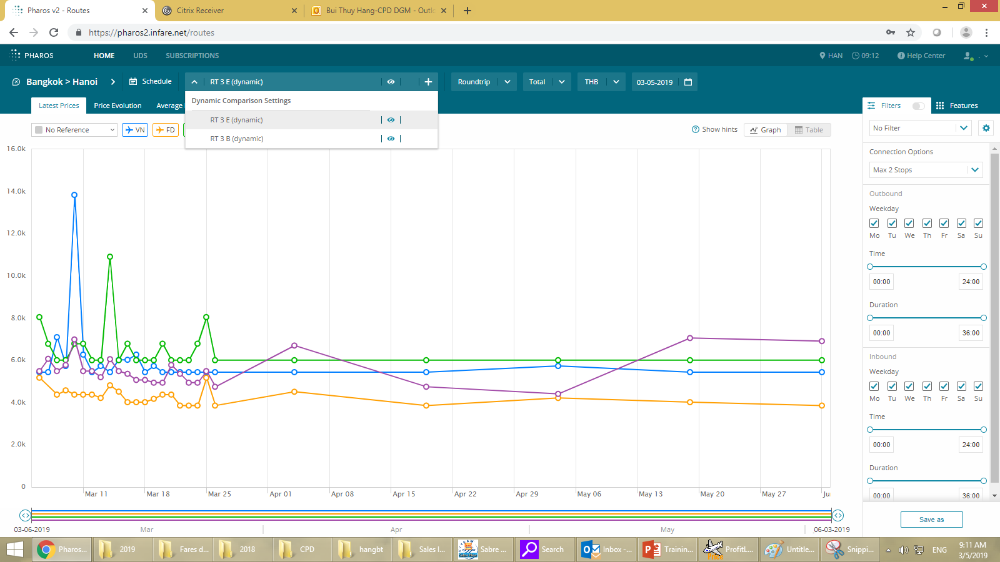 Pharos v2 - Routes
Citrix Receiver
Bui Thuy Hang-CPD DGM - Outlo
https://pharos2.infare.net/routes
PHAROS
HOME
UDS
SUBSCRIPTIONS
HAN
09:12
Help Center
Bangkok > Hanoi
Schedule
RT 3 E (dynamic)
Roundtrip
Total
THB
03-05-2019
Dynamic Comparison Settings
RT 3 E (dynamic)
RT 3 B (dynamic)
Latest Prices
Price Evolution
Average
Filters
Features
No Reference
VN
FD
Show hints
Graph
Table
No Filter
Connection Options
Max 2 Stops
Outbound
Weekday
Mo Tu We Th Fr Sa Su
Time
00:00 24:00
Duration
00:00 36:00
Inbound
Weekday
Mo Tu We Th Fr Sa Su
Time
00:00 24:00
Duration
00:00 36:00
Save as
16.0k
14.0k
12.0k
10.0k
8.0k
6.0k
4.0k
2.0k
0
Mar 11 Mar 18 Mar 25 Apr 01 Apr 08 Apr 15 Apr 22 Apr 29 May 06 May 13 May 20 May 27 Ju
03-06-2019 Mar Apr May 06-03-2019
Pharos...
2019
Fares d...
2018
CPD
hangbt
Sales I...
Sabre ...
Search
Inbox -...
Trainin...
ProfitL...
Untitle...
Snippi...
ENG
9:11 AM
3/5/2019